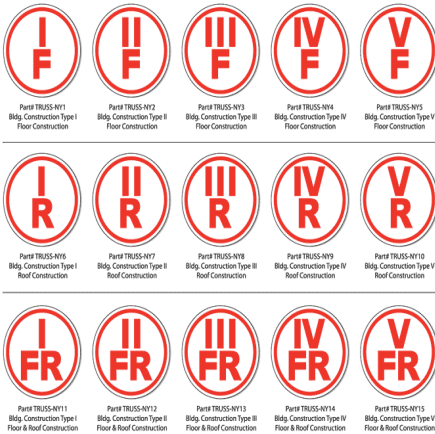 I II III IV V
F F F F F
Part# TRUSS-NY1 Part# TRUSS-NY2 Part# TRUSS-NY3 Part# TRUSS-NY4 Part# TRUSS-NY5
Bldg. Construction Type I Bldg. Construction Type II Bldg. Construction Type III Bldg. Construction Type IV Bldg. Construction Type V
Floor Construction Floor Construction Floor Construction Floor Construction Floor Construction
I II III IV V
R R R R R
Part# TRUSS-NY6 Part# TRUSS-NY7 Part# TRUSS-NY8 Part# TRUSS-NY9 Part# TRUSS-NY10
Bldg. Construction Type I Bldg. Construction Type II Bldg. Construction Type III Bldg. Construction Type IV Bldg. Construction Type V
Roof Construction Roof Construction Roof Construction Roof Construction Roof Construction
I II III IV V
FR FR FR FR FR
Part# TRUSS-NY11 Part# TRUSS-NY12 Part# TRUSS-NY13 Part# TRUSS-NY14 Part# TRUSS-NY15
Bldg. Construction Type I Bldg. Construction Type II Bldg. Construction Type III Bldg. Construction Type IV Bldg. Construction Type V
Floor & Roof Construction Floor & Roof Construction Floor & Roof Construction Floor & Roof Construction Floor & Roof Construction